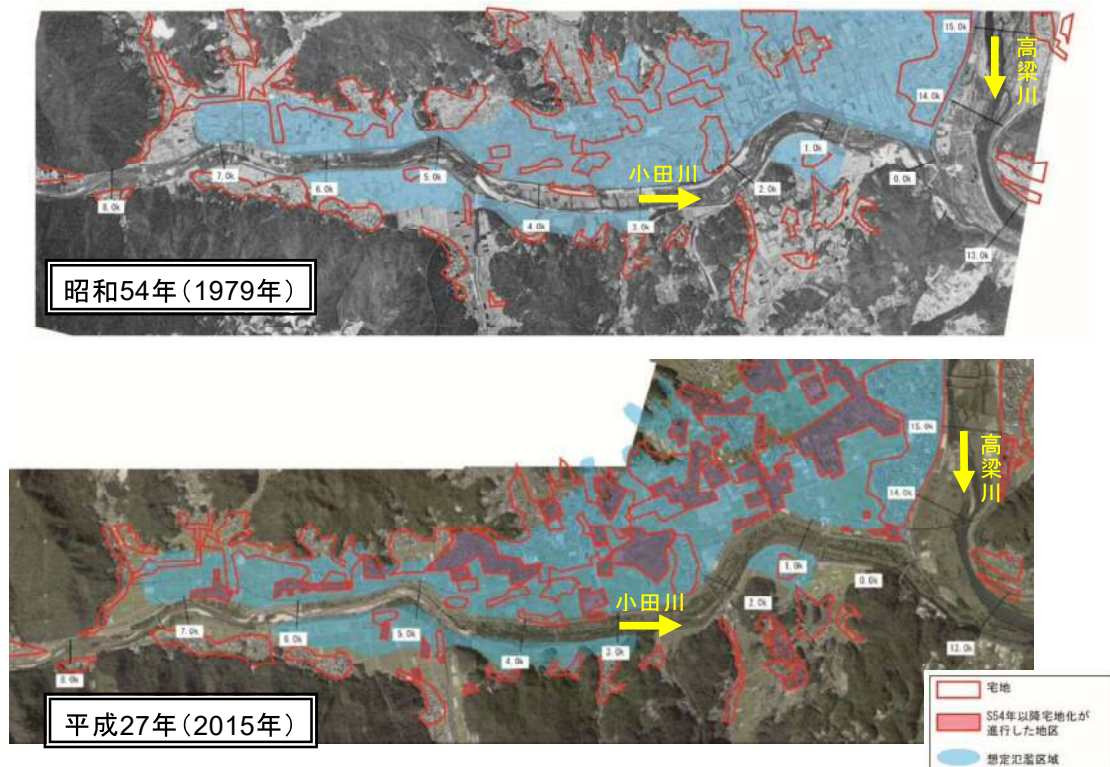 15.0k
高梁川
14.0k
1.0k
0.0k
7.0k
6.0k
5.0k
小田川
2.0k
8.0k
4.0k
3.0k
13.0k
昭和54年(1979年)
15.0k
高梁川
14.0k
1.0k
0.0k
小田川
2.0k
7.0k
6.0k
5.0k
4.0k
3.0k
13.0k
8.0k
平成27年(2015年)
宅地
S54年以降宅地化が
進行した地区
想定氾濫区域